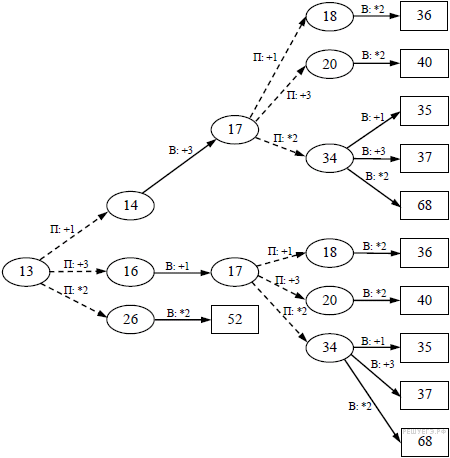 18
В: *2
36
П: +1
20
В: *2
40
П: +3
17
В: +1
35
П: *2
34
В: +3
37
В: +3
В: *2
68
14
П: +1
18
В: *2
36
П: +1
13
П: +3
16
В: +1
17
П: +3
20
В: *2
40
П: *2
П: *2
26
В: *2
52
34
В: +1
35
В: +3
37
В: *2
68
РЕШУЕГЭ.РФ